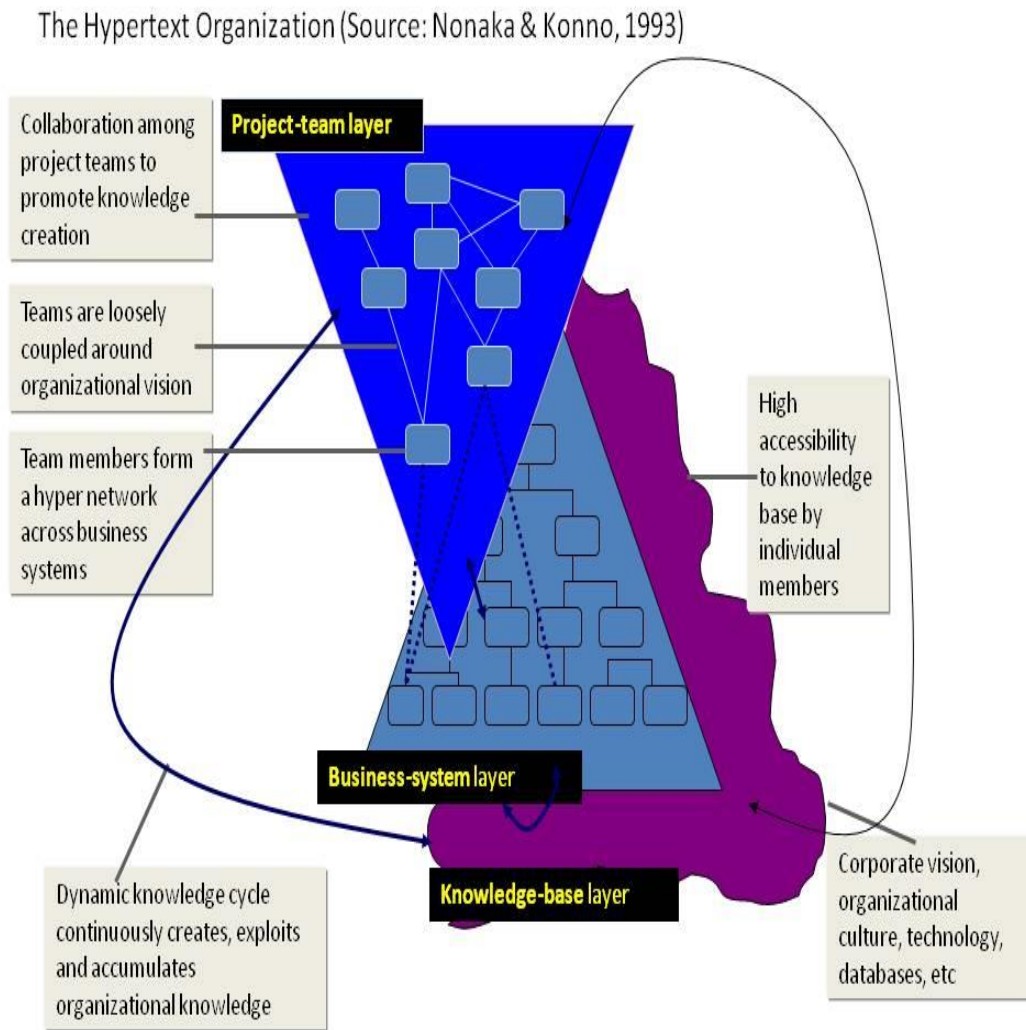 The Hypertext Organization (Source: Nonaka & Konno, 1993)
Collaboration among
project teams to
promote knowledge
creation
Project-team layer
Teams are loosely
coupled around
organizational vision
Team members form
a hyper network
across business
systems
High
accessibility
to knowledge
base by
individual
members
Business-system layer
Knowledge-base layer
Dynamic knowledge cycle
continuously creates, exploits
and accumulates
organizational knowledge
Corporate vision,
organizational
culture, technology,
databases, etc